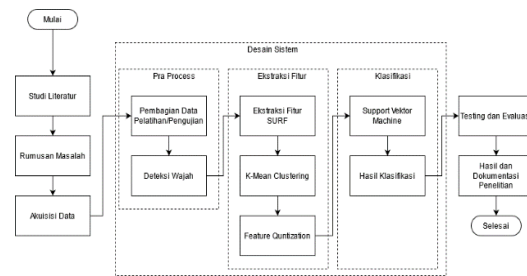 Mulai
Studi Literatur
Rumusan Masalah
Akuisisi Data
Desain Sistem
Pra Process
Pembagian Data
Pelatihan/Pengujian
Deteksi Wajah
Ekstraksi Fitur
Ekstraksi Fitur
SURF
K-Mean Clustering
Feature Quntization
Klasifikasi
Support Vektor
Machine
Hasil Klasifikasi
Testing dan Evaluasi
Hasil dan
Dokumentasi
Penelitian
Selesai